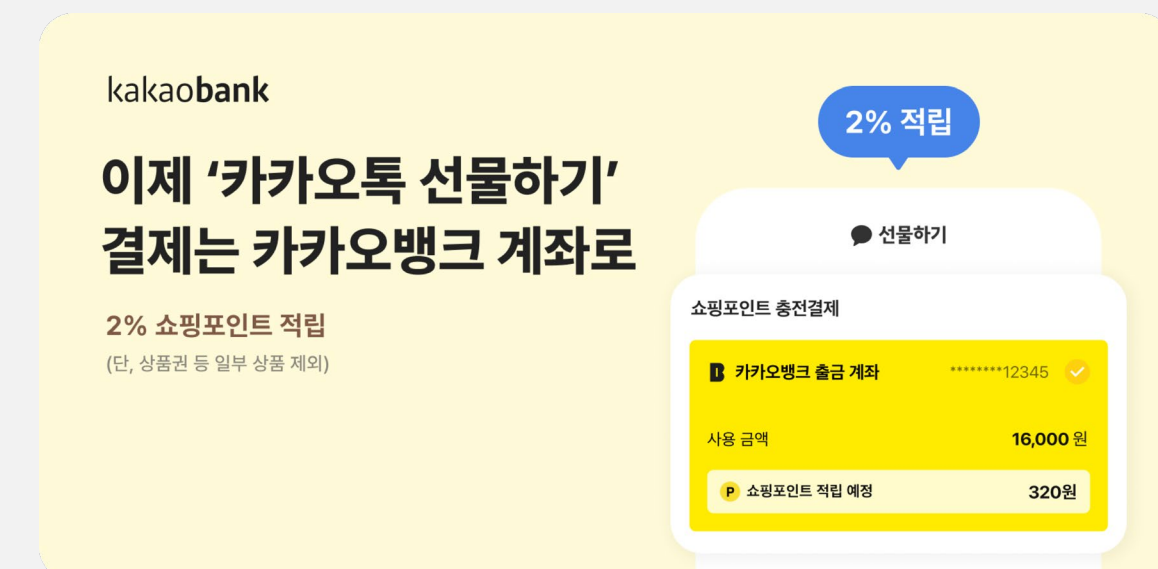 kakaobank
이제 ‘카카오톡 선물하기’
결제는 카카오뱅크 계좌로
2% 쇼핑포인트 적립
(단, 상품권 등 일부 상품 제외)
2% 적립
선물하기
쇼핑포인트 충전결제
카카오뱅크 출금 계좌 ********12345
사용 금액 16,000 원
P 쇼핑포인트 적립 예정 320원